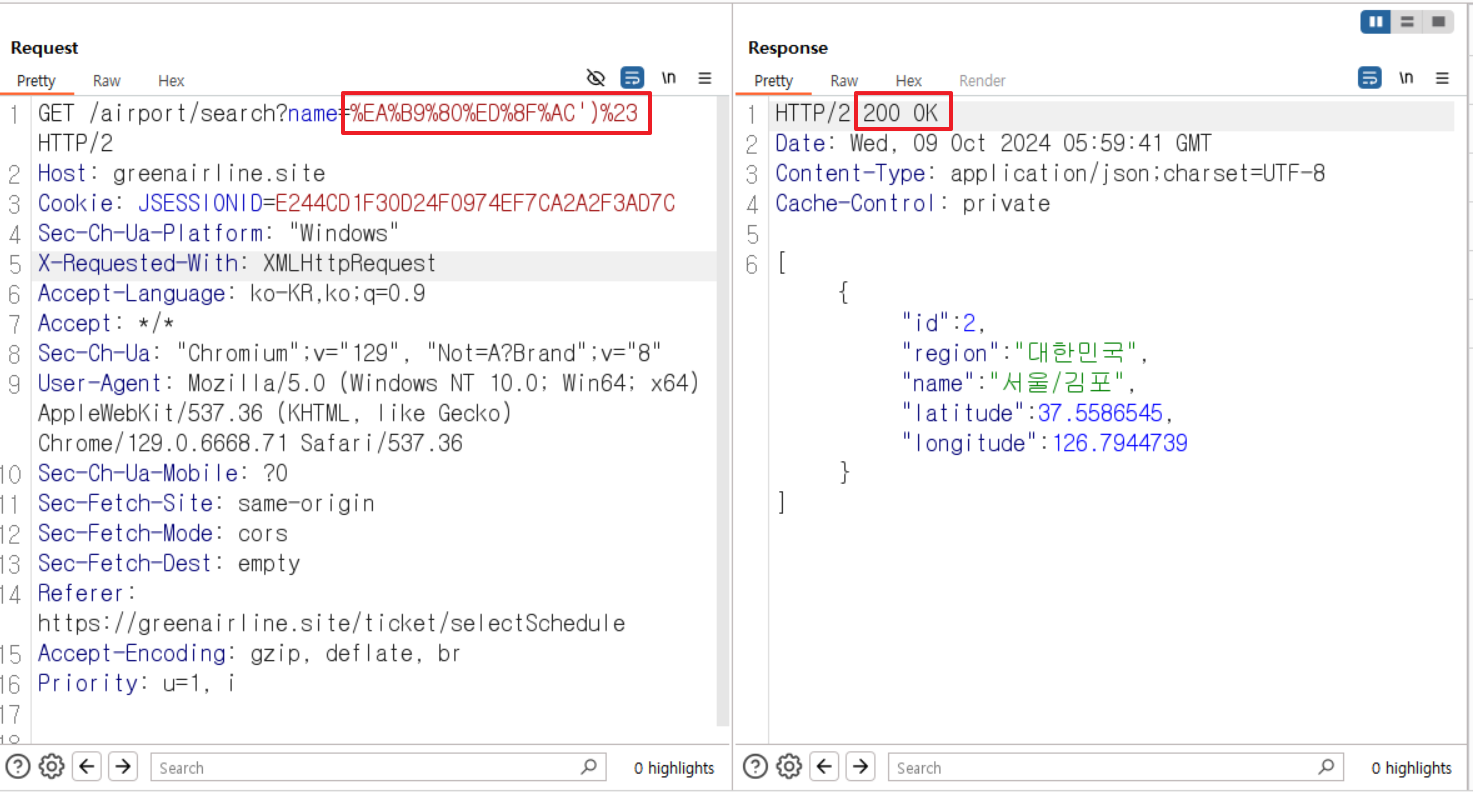 Request
Pretty Raw Hex \n
1 GET /airport/search?name=%EA%B9%80%ED%8F%AC')%23
HTTP/2
2 Host: greenairline.site
3 Cookie: JSESSIONID=E244CD1F30D24F0974EF7CA2A2F3AD7C
4 Sec-Ch-Ua-Platform: "Windows"
5 X-Requested-With: XMLHttpRequest
6 Accept-Language: ko-KR,ko;q=0.9
7 Accept: */*
8 Sec-Ch-Ua: "Chromium";v="129", "Not=A?Brand";v="8"
9 User-Agent: Mozilla/5.0 (Windows NT 10.0; Win64; x64)
AppleWebKit/537.36 (KHTML, like Gecko)
Chrome/129.0.6668.71 Safari/537.36
10 Sec-Ch-Ua-Mobile: ?0
11 Sec-Fetch-Site: same-origin
12 Sec-Fetch-Mode: cors
13 Sec-Fetch-Dest: empty
14 Referer:
https://greenairline.site/ticket/selectSchedule
15 Accept-Encoding: gzip, deflate, br
16 Priority: u=1, i
17
18
Search 0 highlights
Response
Pretty Raw Hex Render \n
1 HTTP/2 200 OK
2 Date: Wed, 09 Oct 2024 05:59:41 GMT
3 Content-Type: application/json;charset=UTF-8
4 Cache-Control: private
5
6 [
{
"id":2,
"region":"대한민국",
"name":"서울/김포",
"latitude":37.5586545,
"longitude":126.7944739
}
]
Search 0 highlights